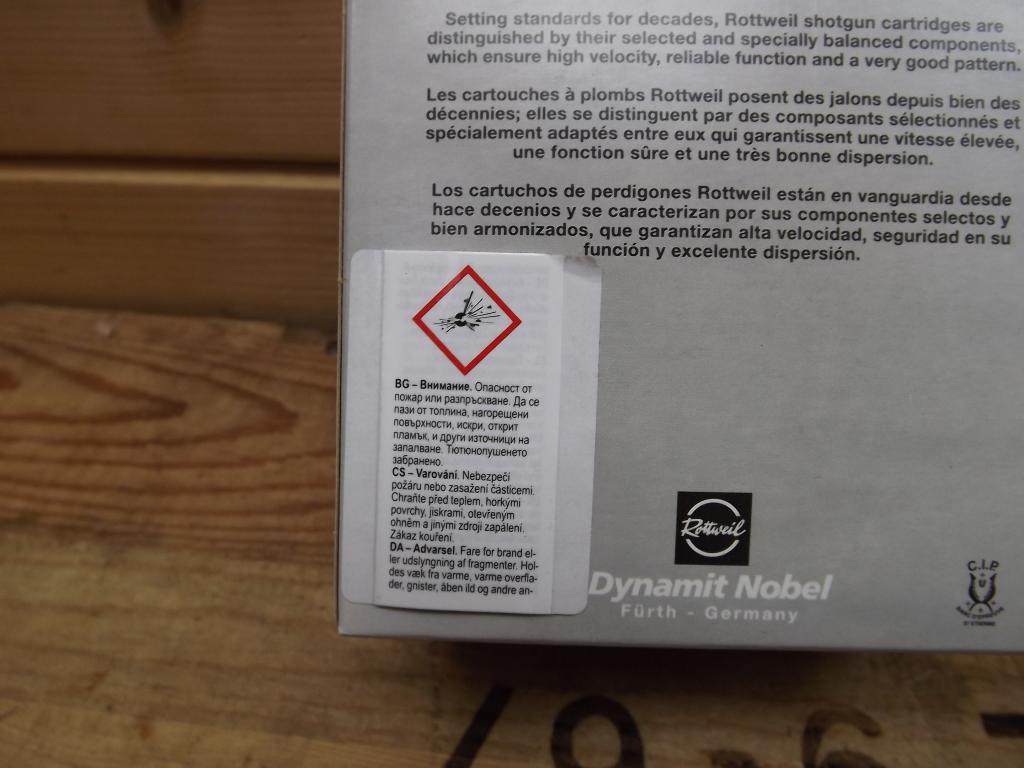 Setting standards for decades, Rottweil shotgun cartridges are
distinguished by their selected and specially balanced components,
which ensure high velocity, reliable function and a very good pattern.
Les cartouches à plombs Rottweil posent des jalons depuis bien des
décennies; elles se distinguent par des composants sélectionnés et
spécialement adaptés entre eux qui garantissent une vitesse élevée,
une fonction sûre et une très bonne dispersion.
Los cartuchos de perdigones Rottweil están en vanguardia desde
hace decenios y se caracterizan por sus componentes selectos y
bien armonizados, que garantizan alta velocidad, seguridad en su
función y excelente dispersión.
BG – Внимание. Опасност от
пожар или разпръскване. Да се
пази от топлина, нагорещени
повърхности, искри, открит
пламък, и други източници на
запалване. Тютюнопушенето
забранено.
CS – Varování. Nebezpečí
požáru nebo zasažení částicemi.
Chraňte před teplem, horkými
povrchy, jiskrami, otevřeným
ohněm a jinými zdroji zapálení.
Zákaz kouření.
DA – Advarsel. Fare for brand el-
ler udslyngning af fragmenter. Hol-
des væk fra varme, varme overfla-
der, gnister, åben ild og andre an-
Rottweil
Dynamit Nobel
Fürth - Germany
C.I.P
ST ETIENNE